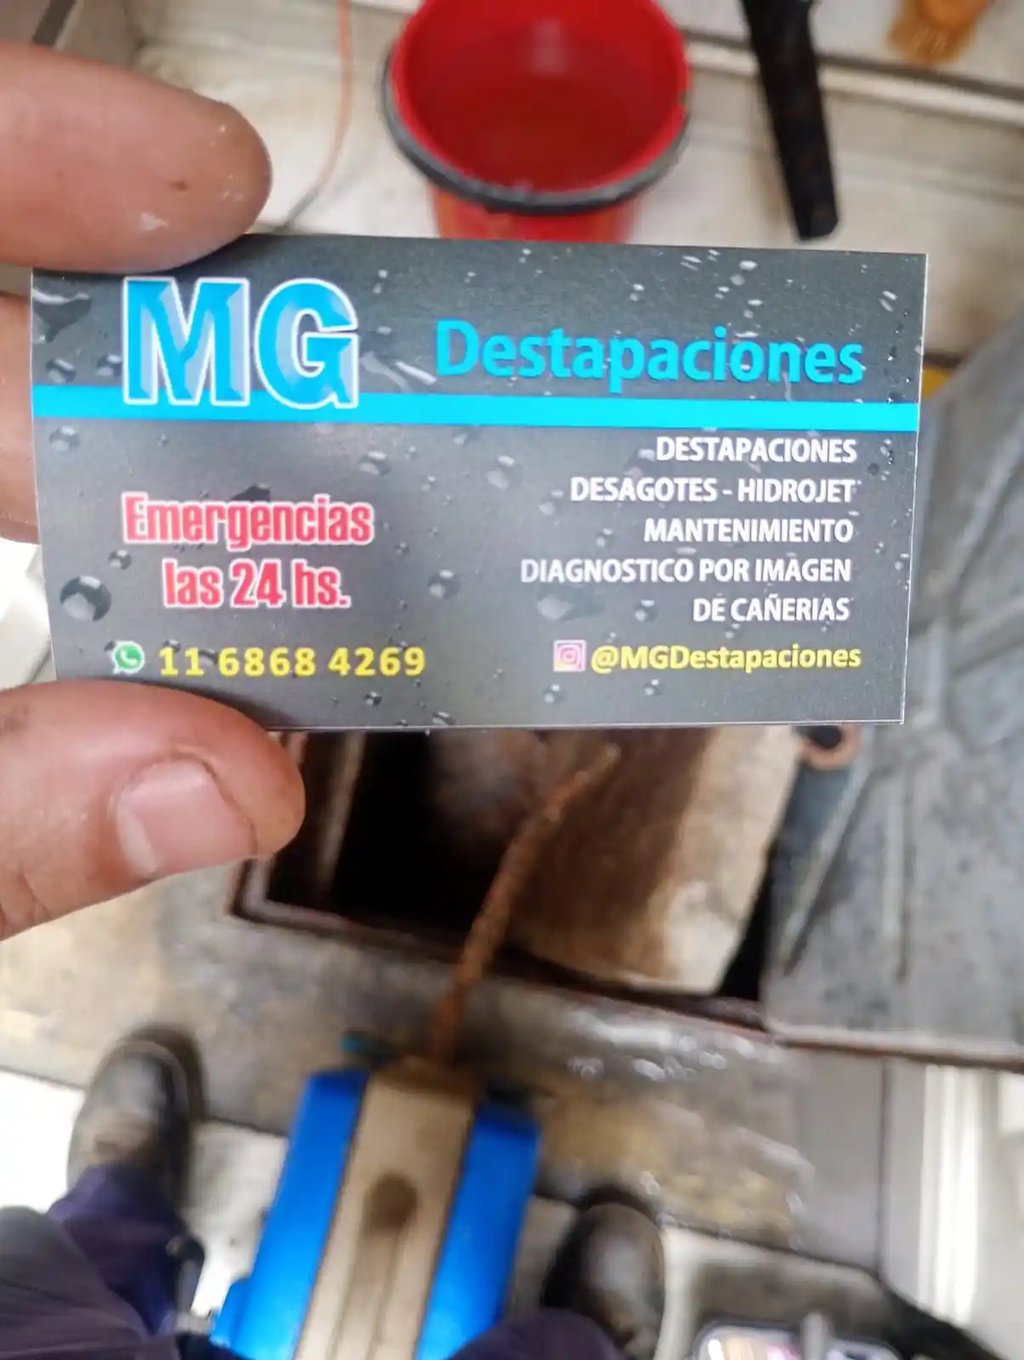 MG
Destapaciones
Emergencias
las 24 hs.
11 6868 4269
-DESTAPACIONES
DESAGOTES - HIDROJET
MANTENIMIENTO
DIAGNOSTICO POR IMAGEN
DE CAÑERIAS
@MGDestapaciones